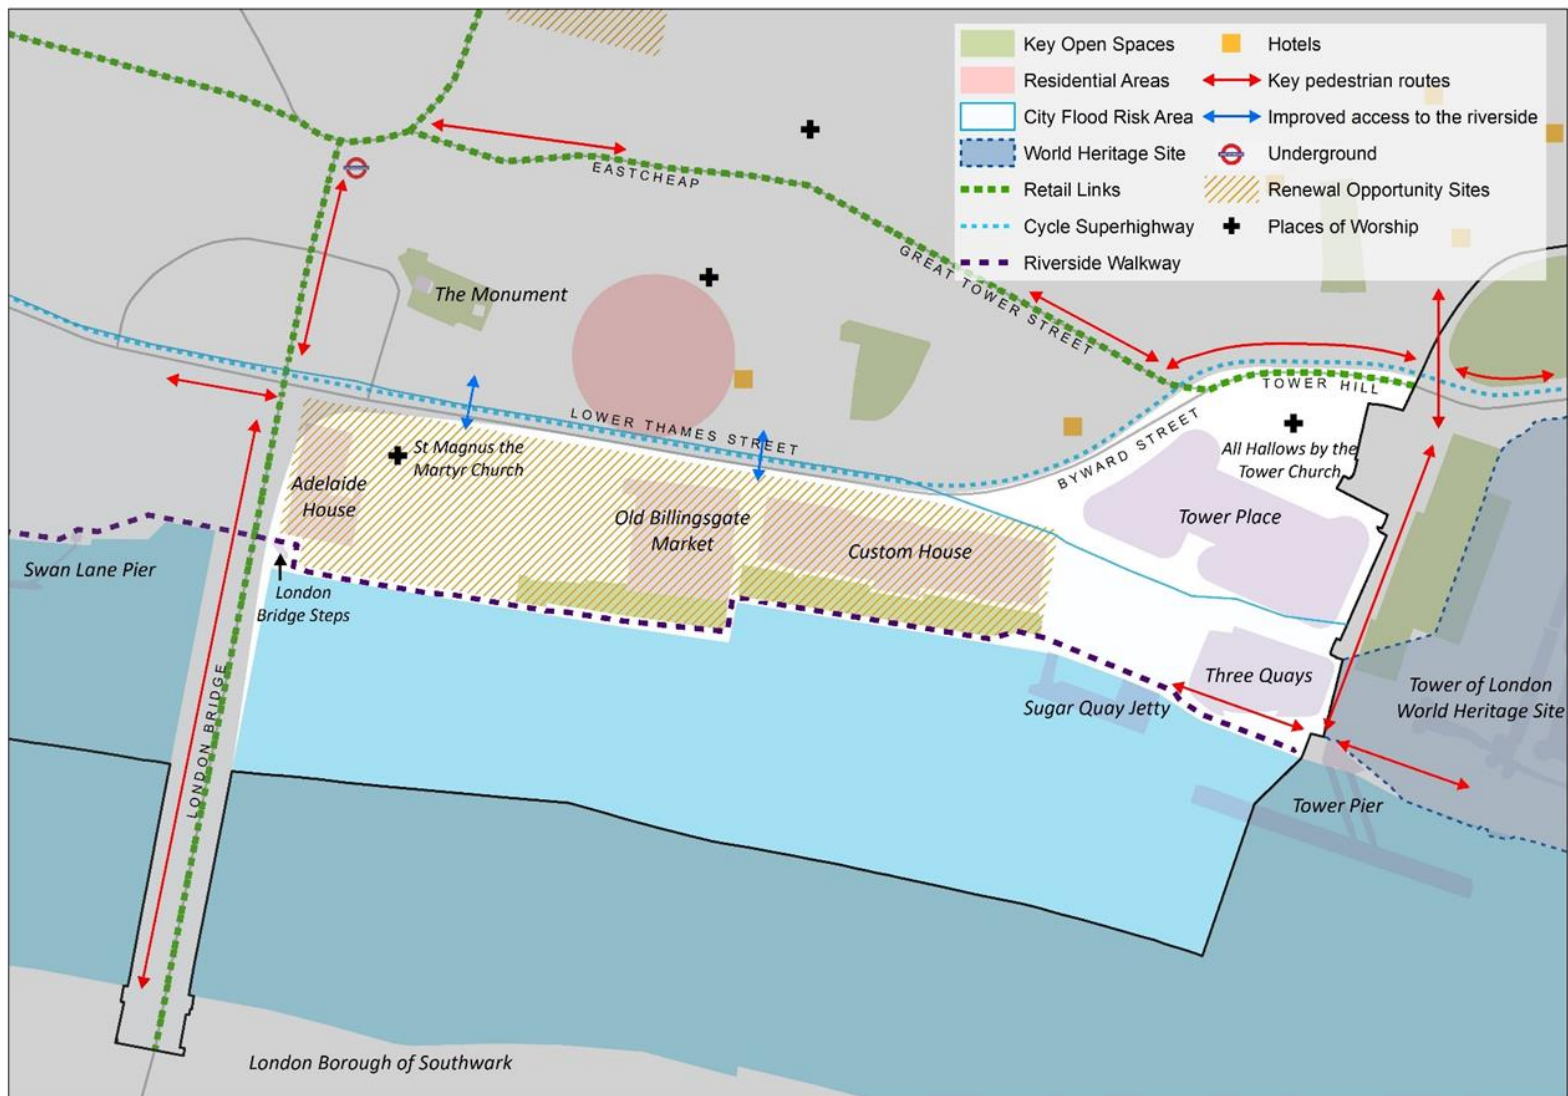 Key Open Spaces
Hotels
Residential Areas
Key pedestrian routes
City Flood Risk Area
Improved access to the riverside
World Heritage Site
Underground
Retail Links
Renewal Opportunity Sites
Cycle Superhighway
Places of Worship
Riverside Walkway
EASTCHEAP
GREAT TOWER STREET
The Monument
TOWER HILL
LOWER THAMES STREET
BYWARD STREET
St Magnus the
Martyr Church
All Hallows by the
Tower Church
Adelaide
House
Old Billingsgate
Market
Custom House
Tower Place
Swan Lane Pier
London
Bridge Steps
LONDON BRIDGE
Three Quays
Sugar Quay Jetty
Tower of London
World Heritage Site
Tower Pier
London Borough of Southwark